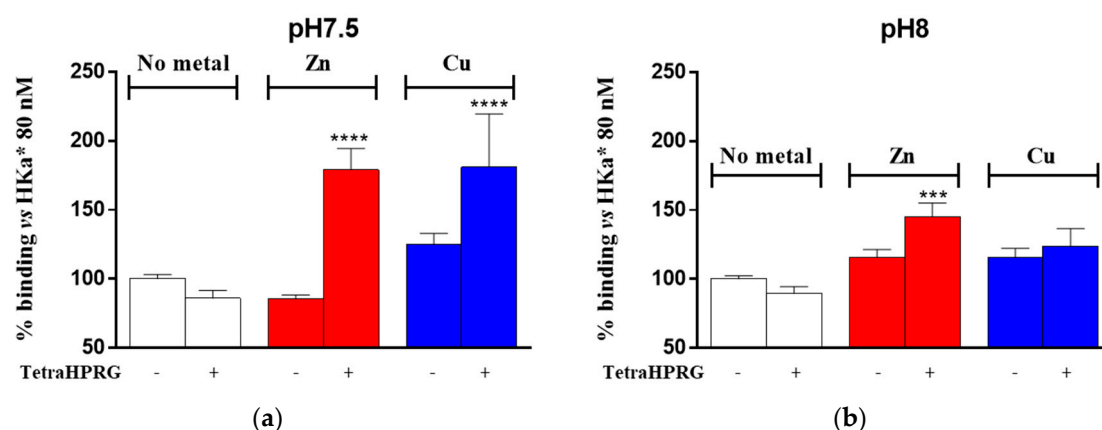 pH7.5
No metal Zn Cu
% binding vs HKa* 80 nM
250
200
150
100
50
****
****
TetraHPRG - + - + - +
(a)
pH8
No metal Zn Cu
% binding vs HKa* 80 nM
250
200
150
100
50
***
TetraHPRG - + - + - +
(b)